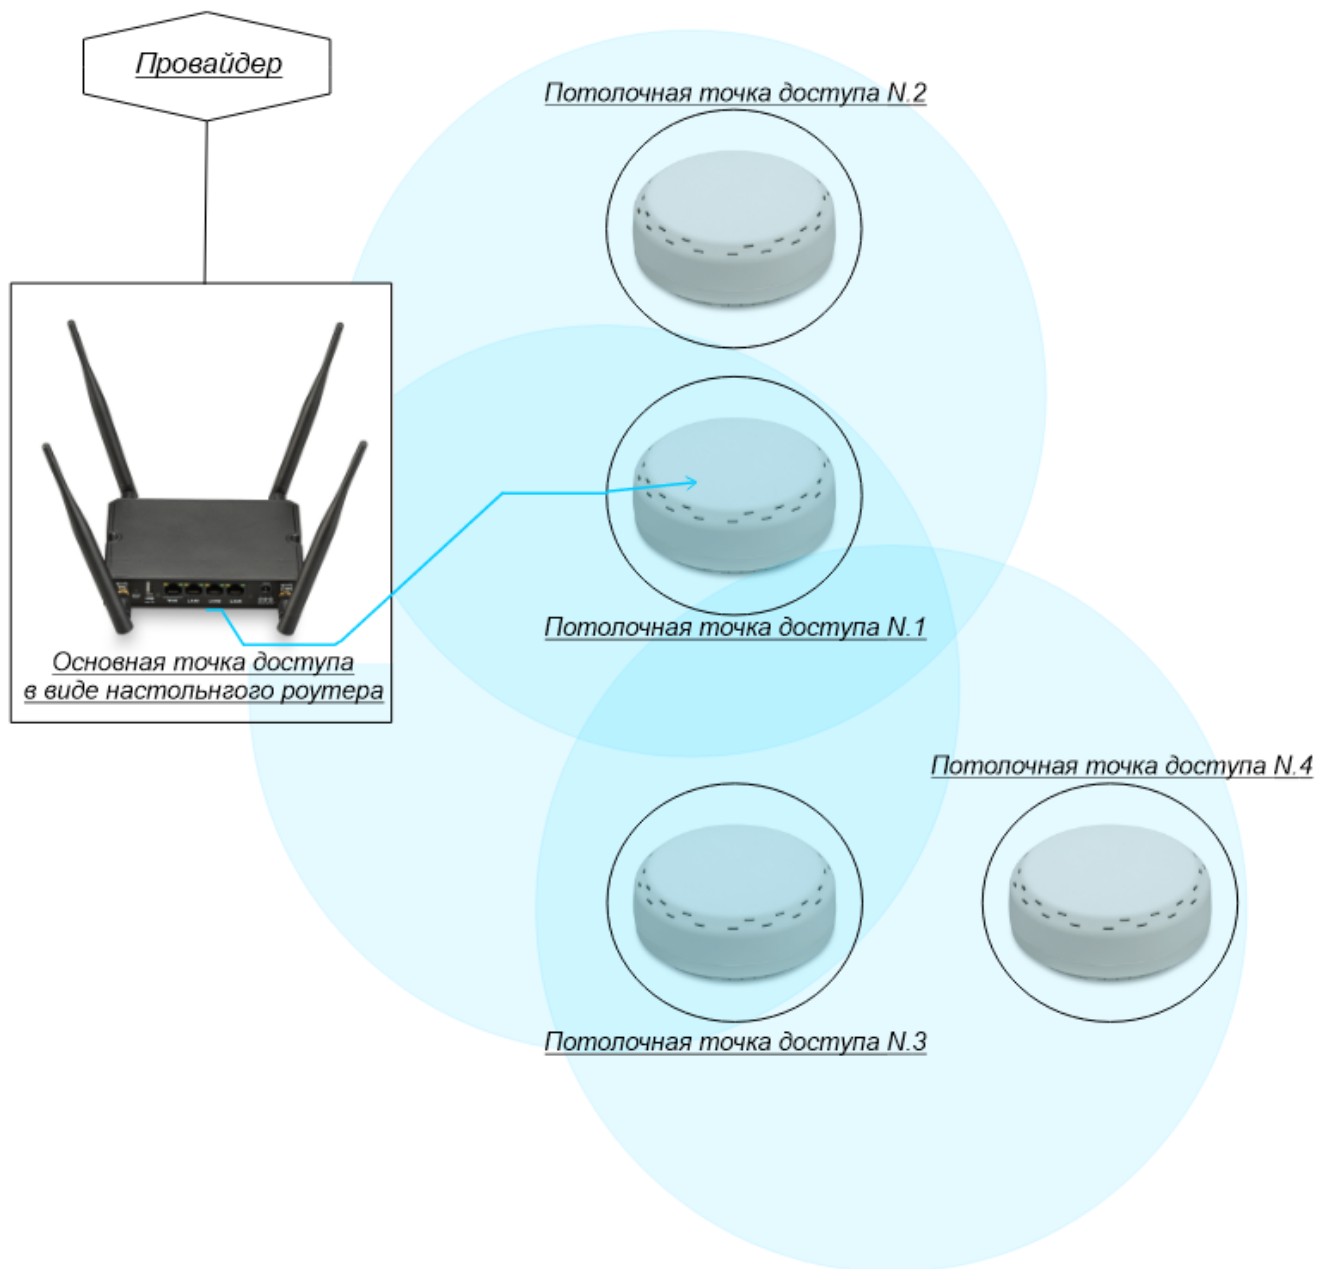 Провайдер
Потолочная точка доступа N.2
Потолочная точка доступа N.1
Основная точка доступа
в виде настольнгого роутера
Потолочная точка доступа N.4
Потолочная точка доступа N.3